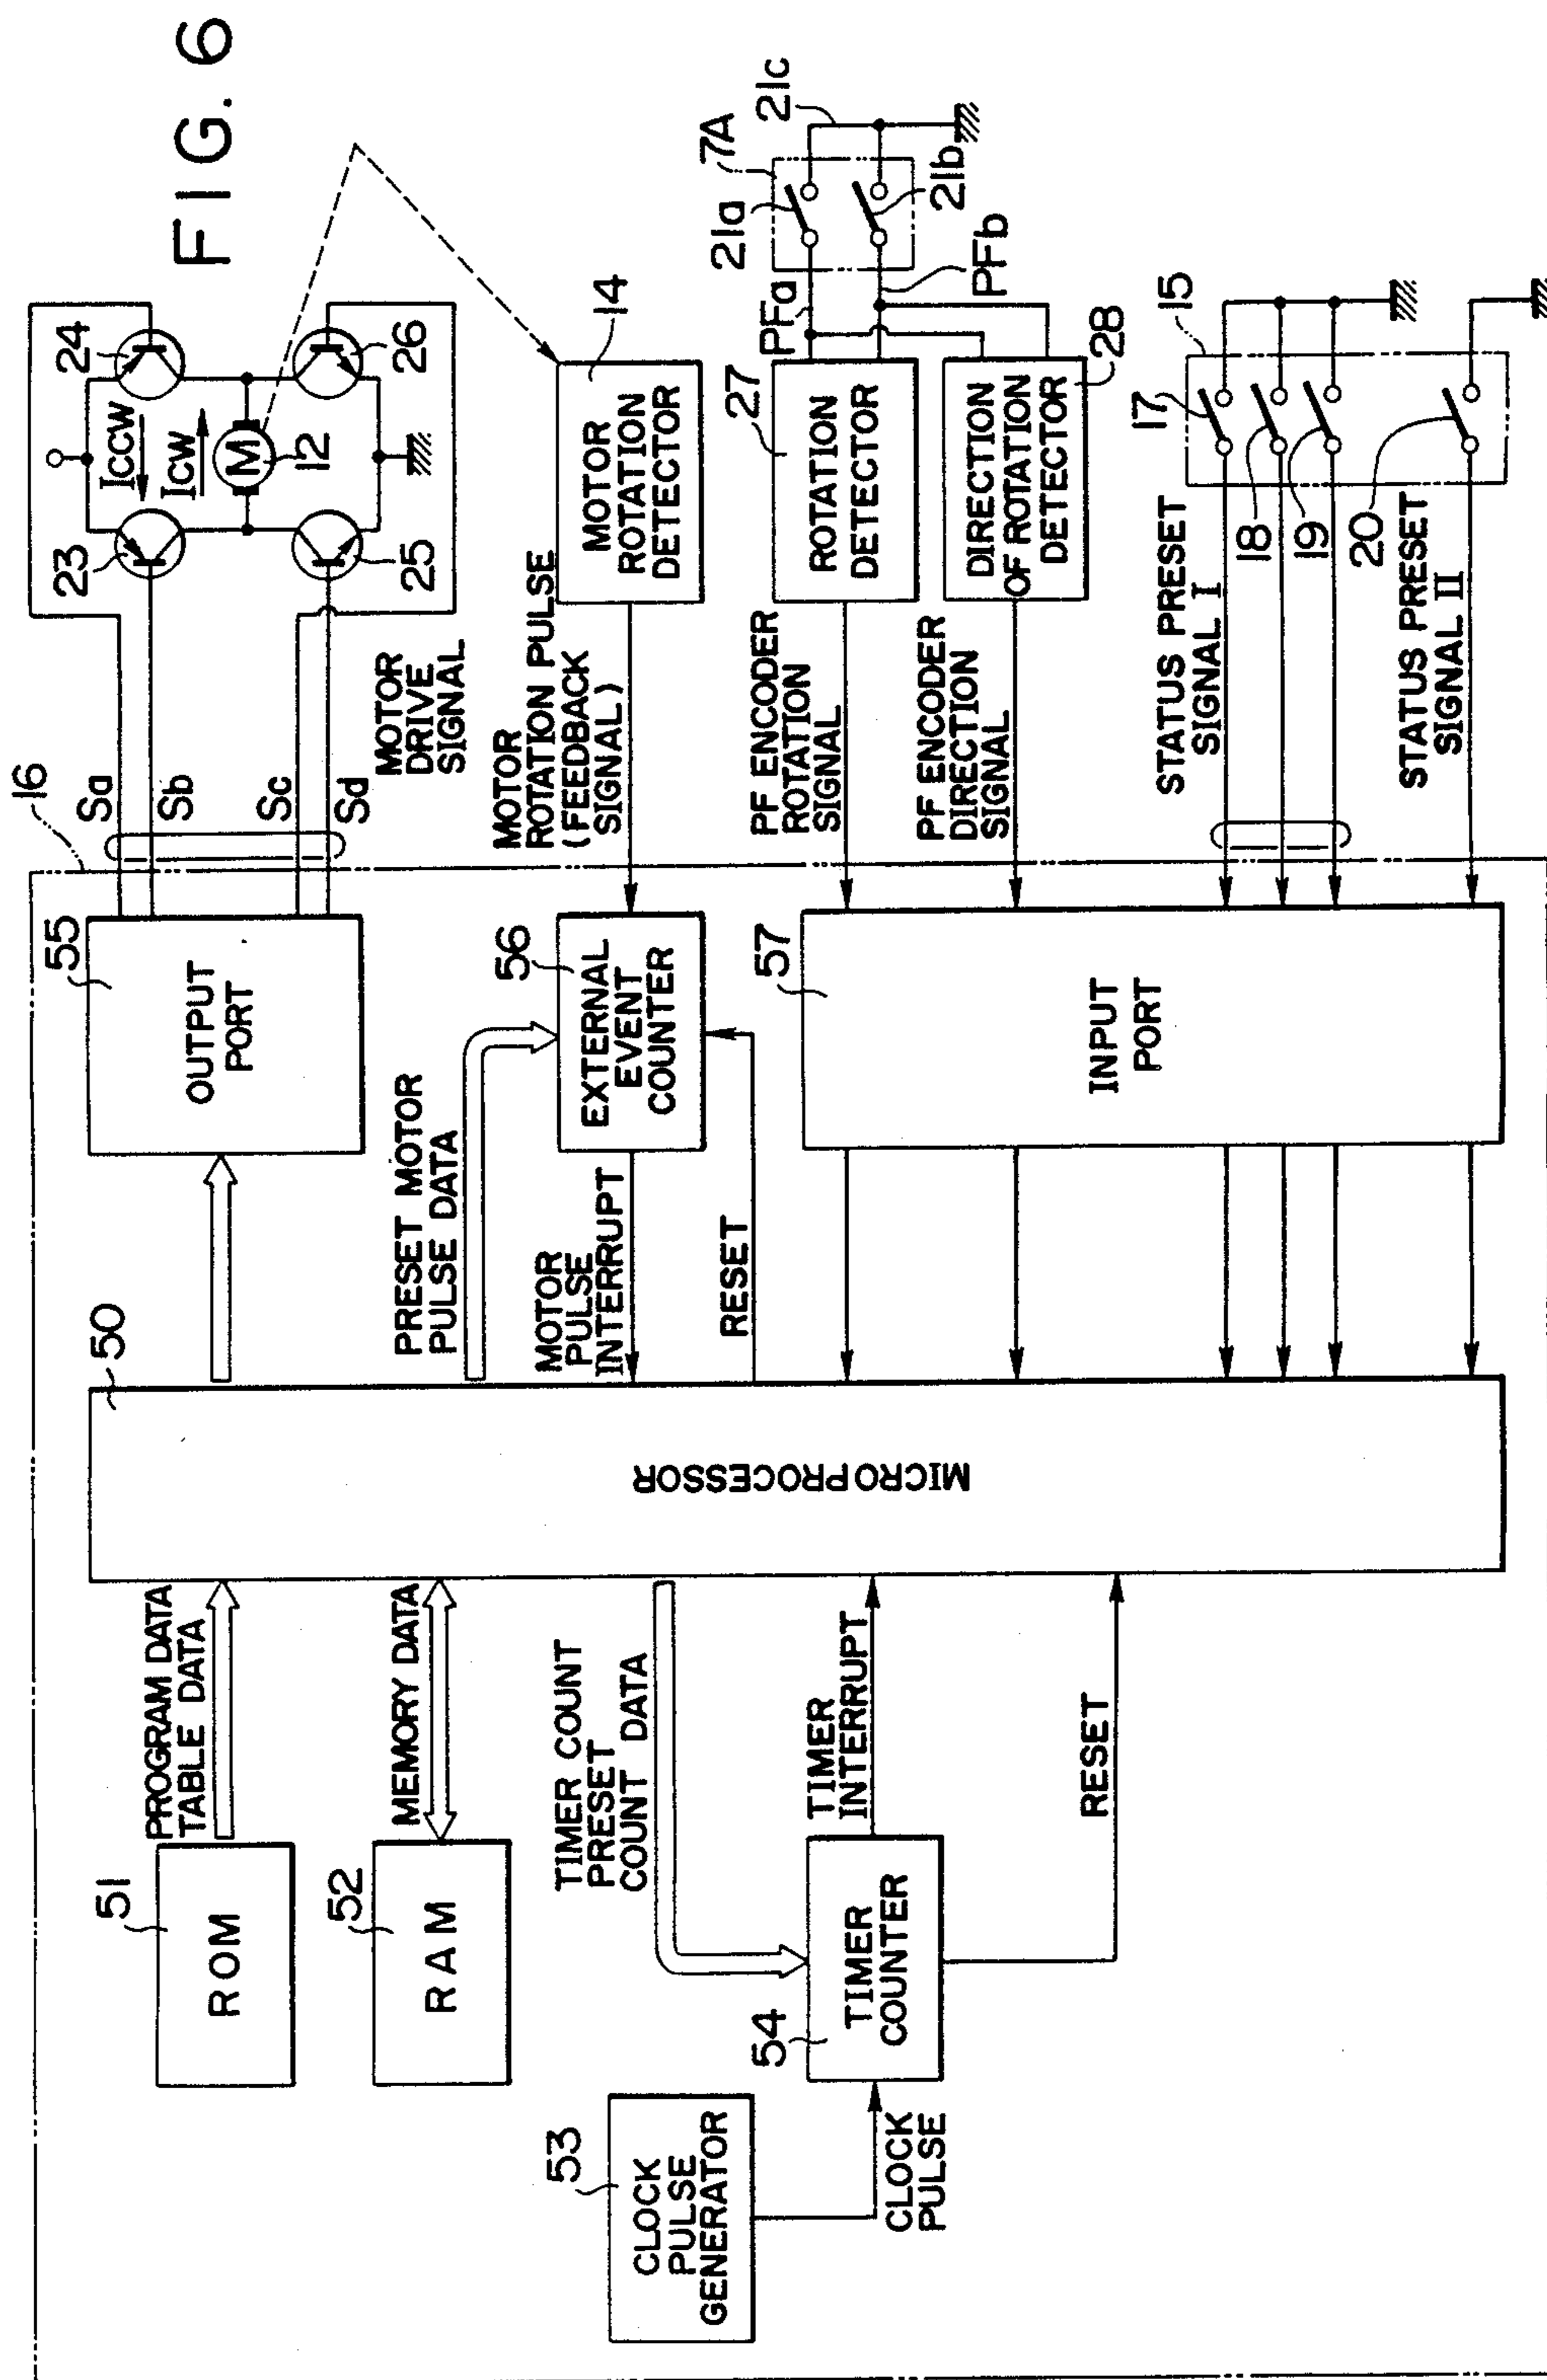 FIG. 6
16
Sa
Sb
Sc
Sd
MOTOR
DRIVE
SIGNAL
23
24
25
26
ICCW
ICW
M
12
55
OUTPUT
PORT
50
MICROPROCESSOR
PROGRAM DATA
TABLE DATA
51
ROM
MEMORY DATA
52
RAM
TIMER COUNT
PRESET
COUNT DATA
TIMER
INTERRUPT
RESET
54
TIMER
COUNTER
53
CLOCK
PULSE
GENERATOR
CLOCK
PULSE
PRESET MOTOR
PULSE DATA
MOTOR
PULSE
INTERRUPT
RESET
56
EXTERNAL
EVENT
COUNTER
MOTOR
ROTATION PULSE
(FEEDBACK
SIGNAL)
14
MOTOR
ROTATION
DETECTOR
57
INPUT
PORT
PF ENCODER
ROTATION
SIGNAL
27
ROTATION
DETECTOR
PF ENCODER
DIRECTION
SIGNAL
DIRECTION
OF ROTATION
DETECTOR
28
PFa
PFb
7A
21a
21b
21c
STATUS PRESET
SIGNAL I
15
17
18
19
20
STATUS PRESET
SIGNAL II